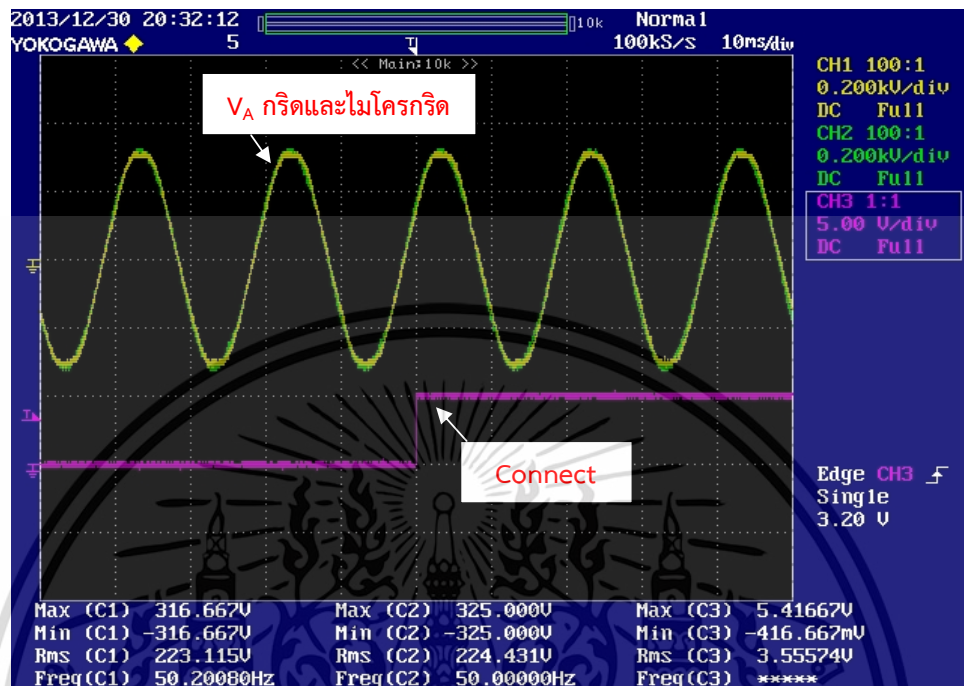 2013/12/30 20:32:12 10k Normal
YOKOGAWA 5 T 100kS/s 10ms/div
<< Main:10k >>
V_A กริดและไมโครกริด
CH1 100:1
0.200kV/div
DC Full
CH2 100:1
0.200kV/div
DC Full
CH3 1:1
5.00 V/div
DC Full
T
Connect
Edge CH3
Single
3.20 V
Max (C1) 316.667V Max (C2) 325.000V Max (C3) 5.41667V
Min (C1) -316.667V Min (C2) -325.000V Min (C3) -416.667mV
Rms (C1) 223.115V Rms (C2) 224.431V Rms (C3) 3.55574V
Freq(C1) 50.20080Hz Freq(C2) 50.00000Hz Freq(C3) *****